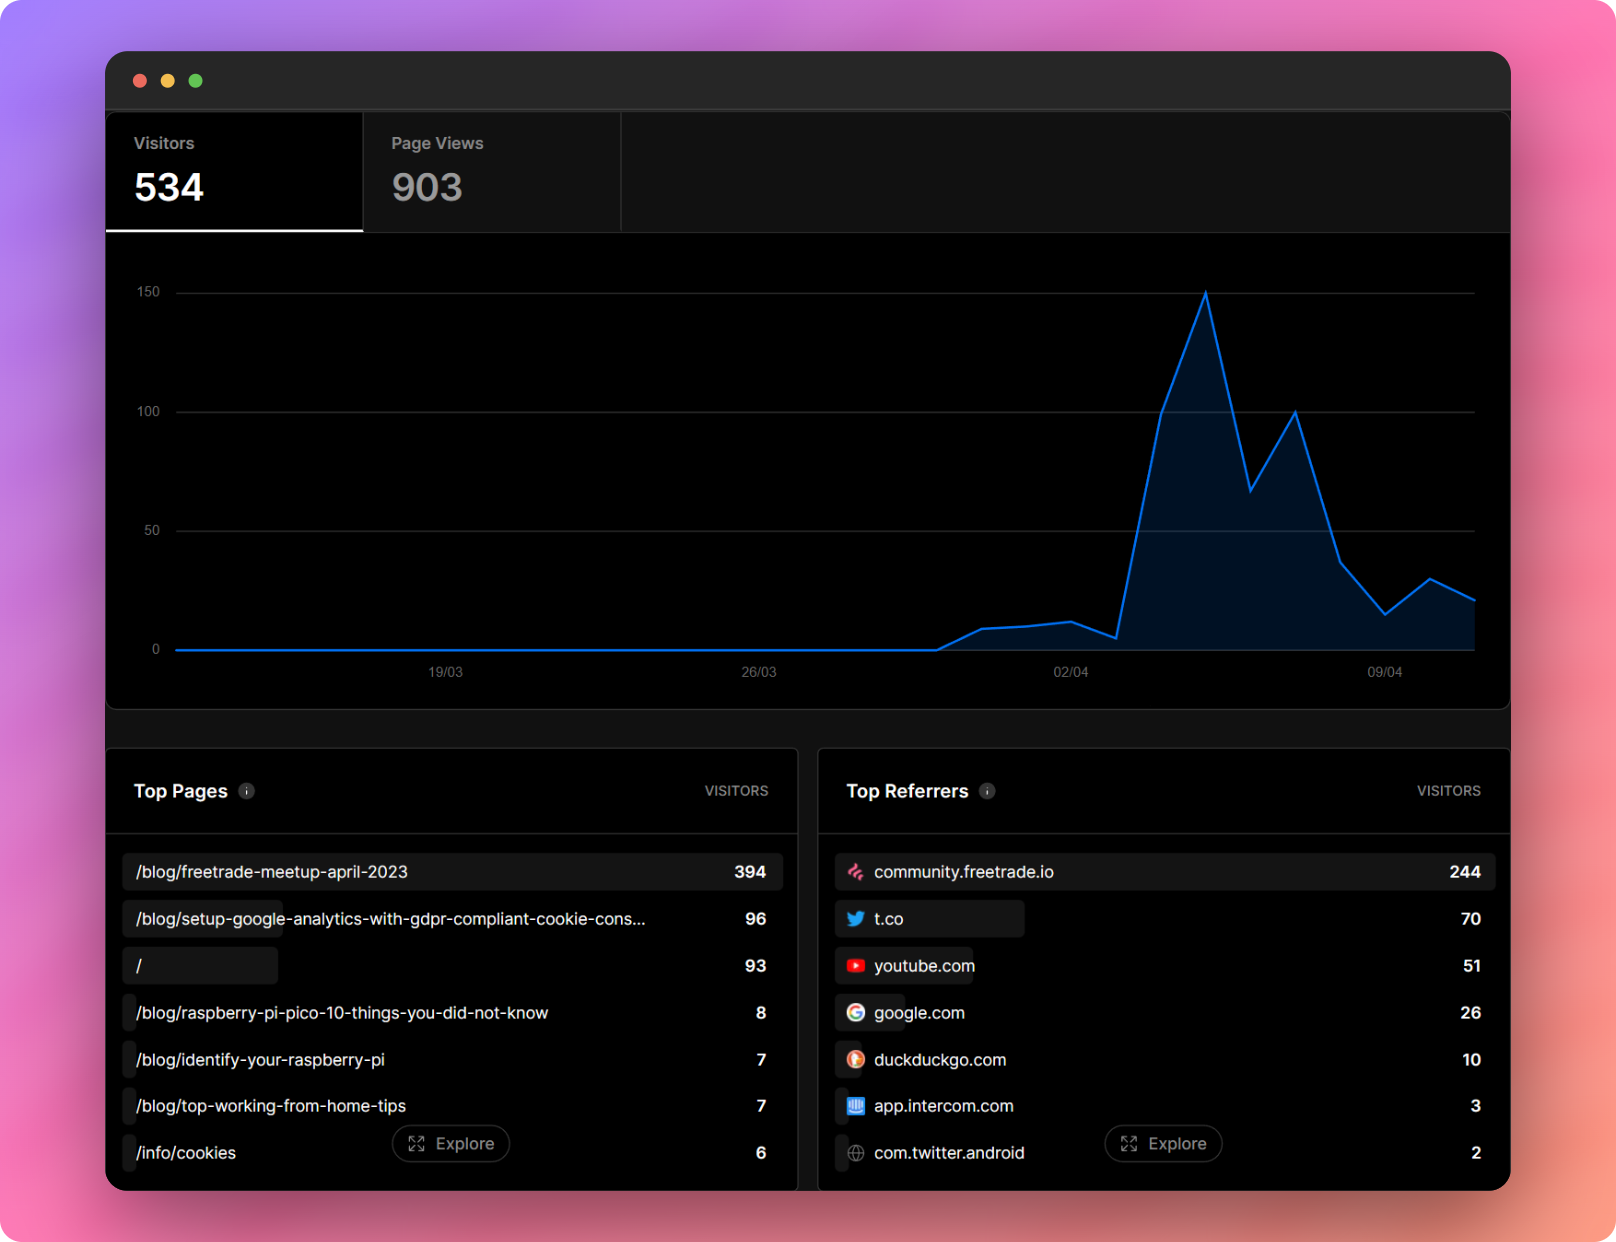 Visitors
534
Page Views
903
150
100
50
0
19/03
26/03
02/04
09/04
Top Pages
VISITORS
/blog/freetrade-meetup-april-2023 394
/blog/setup-google-analytics-with-gdpr-compliant-cookie-cons... 96
/ 93
/blog/raspberry-pi-pico-10-things-you-did-not-know 8
/blog/identify-your-raspberry-pi 7
/blog/top-working-from-home-tips 7
/info/cookies 6
Explore
Top Referrers
VISITORS
community.freetrade.io 244
t.co 70
youtube.com 51
google.com 26
duckduckgo.com 10
app.intercom.com 3
com.twitter.android 2
Explore